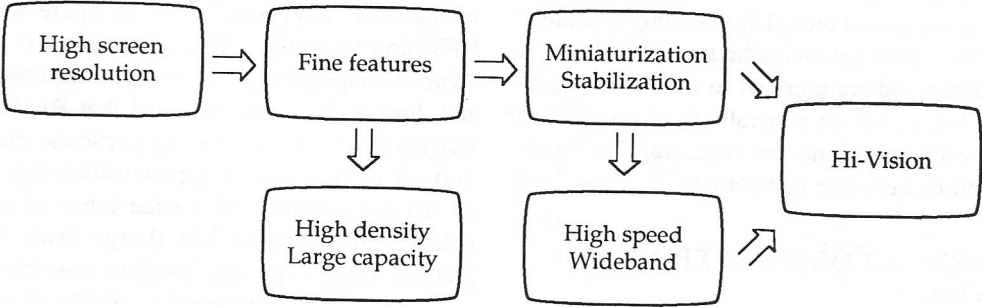 High screen
resolution
Fine features
Miniaturization
Stabilization
Hi-Vision
High density
Large capacity
High speed
Wideband